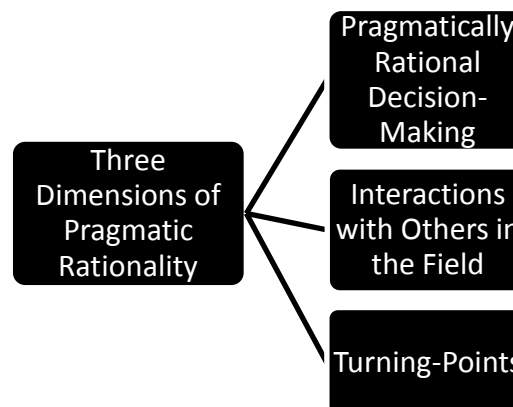 Three
Dimensions of
Pragmatic
Rationality
Pragmatically
Rational
Decision-
Making
Interactions
with Others in
the Field
Turning-Points